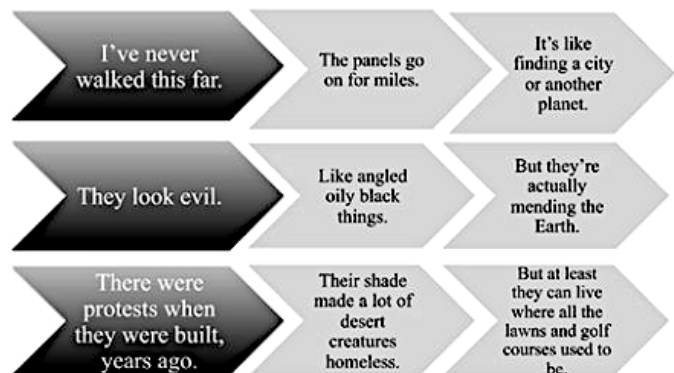 I've never
walked this far.
The panels go
on for miles.
It's like
finding a city
or another
planet.
They look evil.
Like angled
oily black
things.
But they're
actually
mending the
Earth.
There were
protests when
they were built,
years ago.
Their shade
made a lot of
desert
creatures
homeless.
But at least
they can live
where all the
lawns and golf
courses used to
be.